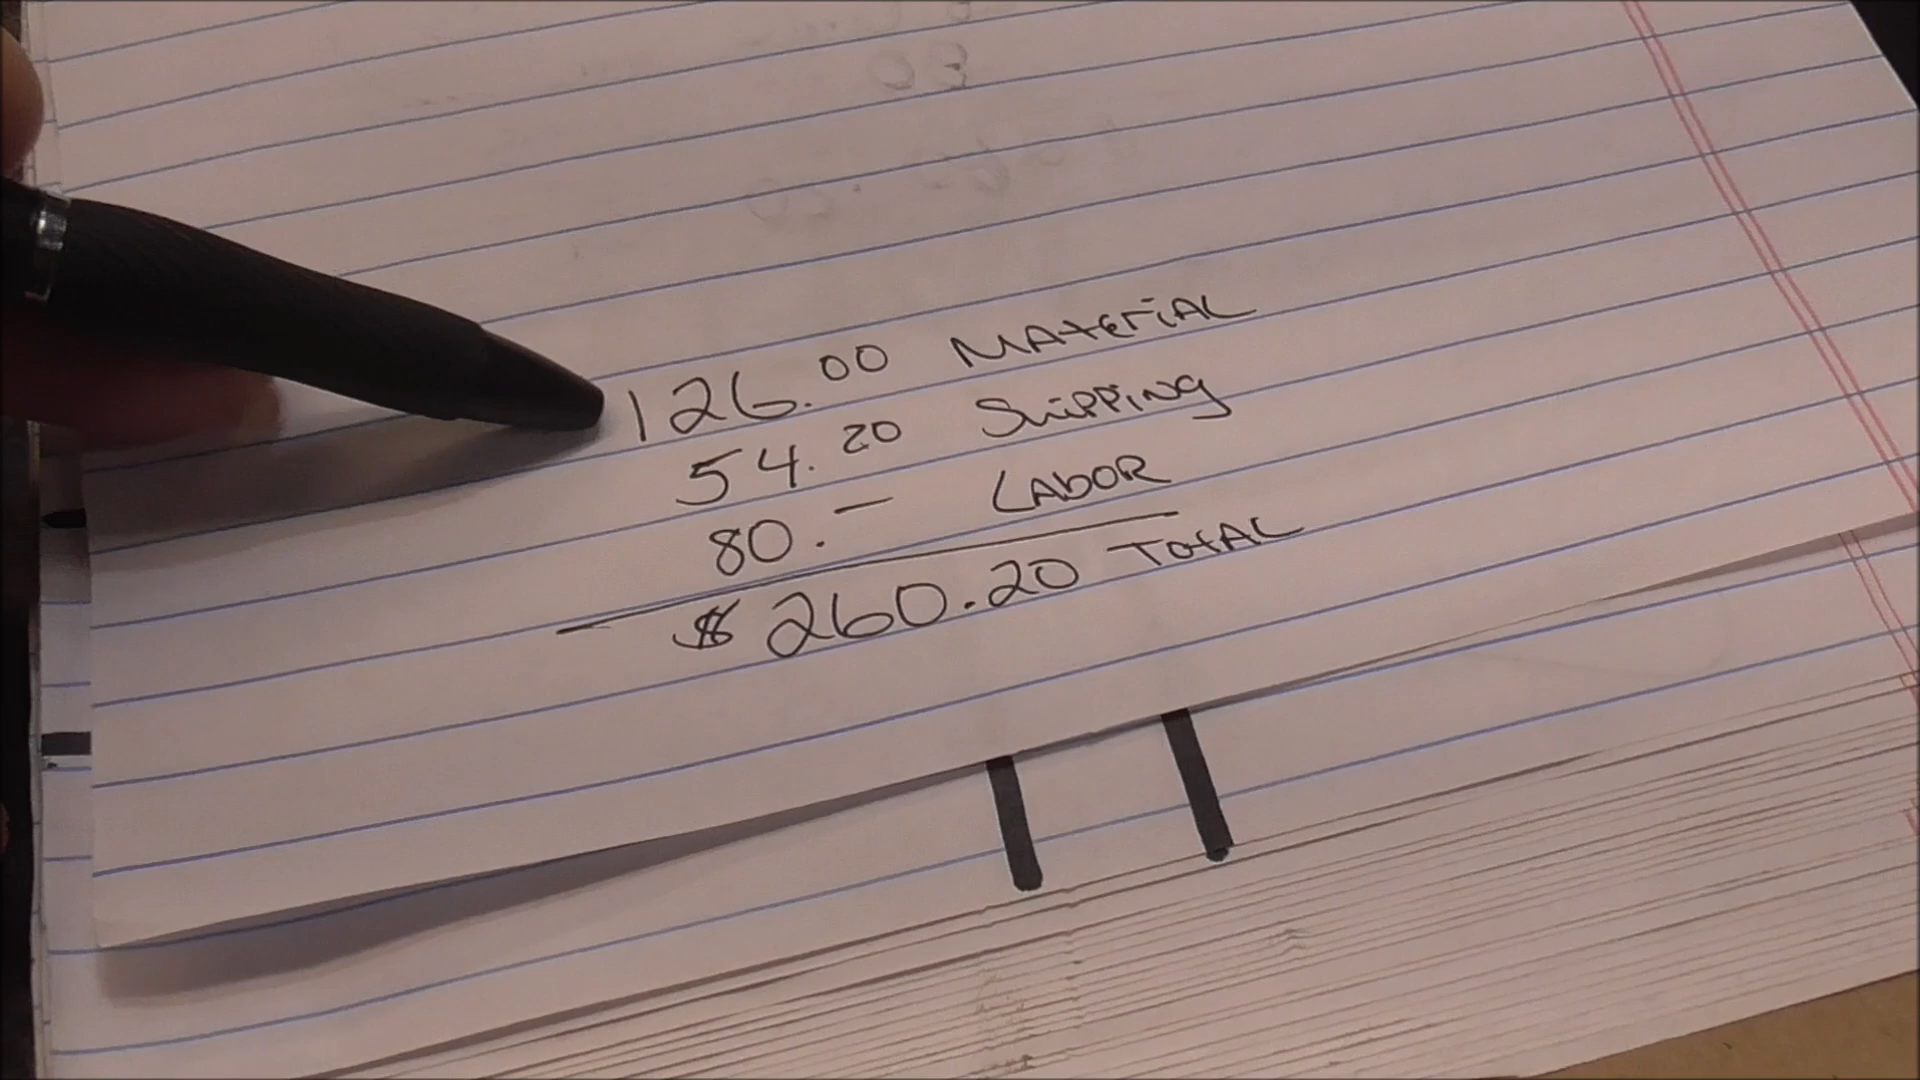 126.00 Material
54.20 Shipping
80.— Labor
$260.20 Total